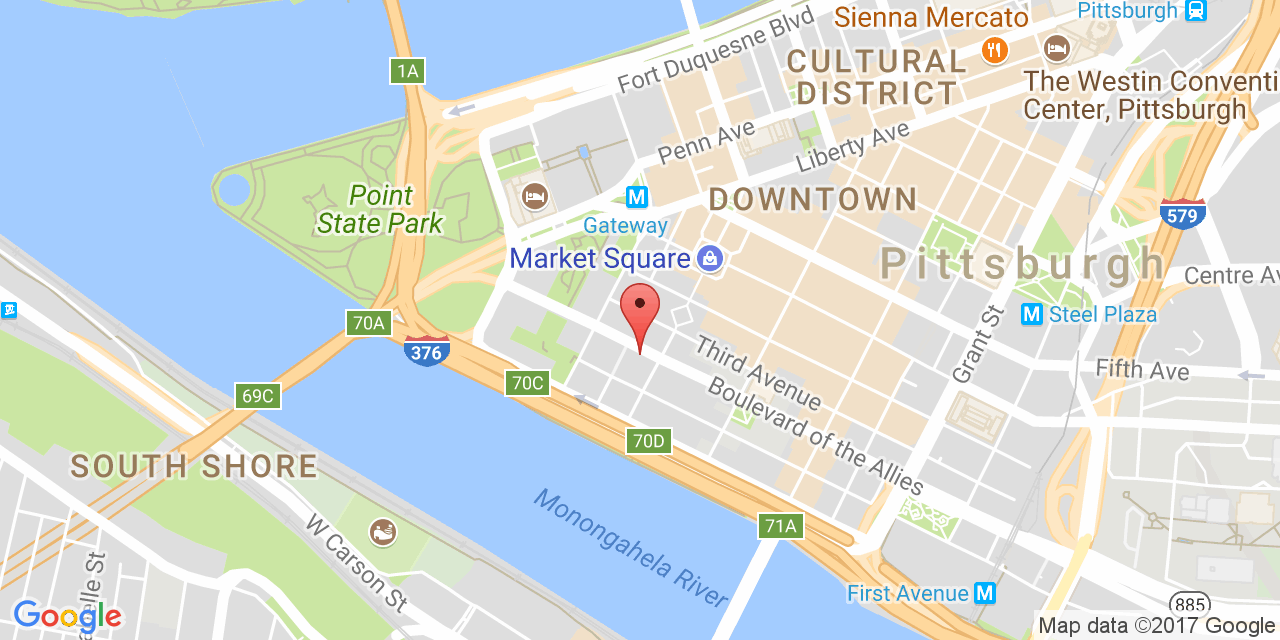 Sienna Mercato
Pittsburgh
1A
Fort Duquesne Blvd
CULTURAL
DISTRICT
The Westin Conventi
Center, Pittsburgh
Penn Ave
Liberty Ave
Point
State Park
M
Gateway
DOWNTOWN
579
Market Square
Pittsburgh
Centre Av
70A
376
M Steel Plaza
Grant St
Third Avenue
Fifth Ave
69C
70C
Boulevard of the Allies
70D
SOUTH SHORE
Monongahela River
71A
W Carson St
elle St
First Avenue M
885
Google
Map data ©2017 Google